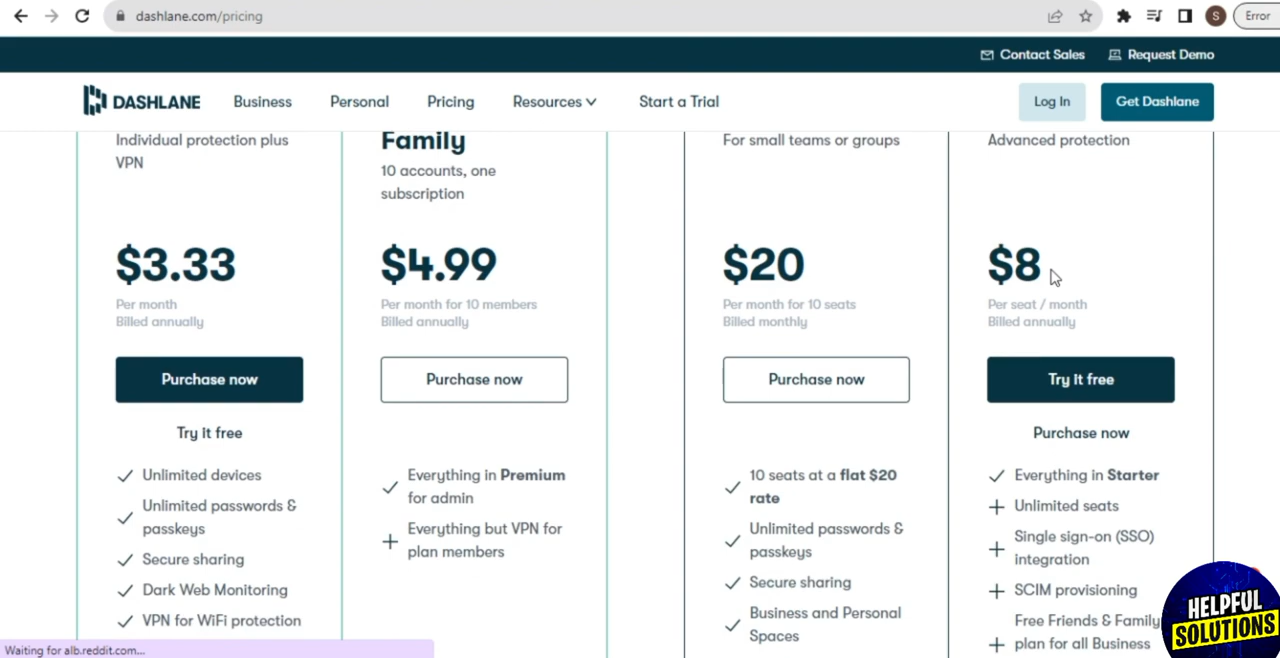 dashlane.com/pricing
S
Error
Contact Sales
Request Demo
DASHLANE
Business
Personal
Pricing
Resources
Start a Trial
Log In
Get Dashlane
Individual protection plus
VPN
$3.33
Per month
Billed annually
Purchase now
Try it free
Unlimited devices
Unlimited passwords &
passkeys
Secure sharing
Dark Web Monitoring
VPN for WiFi protection
Family
10 accounts, one
subscription
$4.99
Per month for 10 members
Billed annually
Purchase now
Everything in Premium
for admin
Everything but VPN for
plan members
For small teams or groups
$20
Per month for 10 seats
Billed monthly
Purchase now
10 seats at a flat $20
rate
Unlimited passwords &
passkeys
Secure sharing
Business and Personal
Spaces
Advanced protection
$8
Per seat / month
Billed annually
Try it free
Purchase now
Everything in Starter
Unlimited seats
Single sign-on (SSO)
integration
SCIM provisioning
Free Friends & Family
plan for all Business
Waiting for alb.reddit.com...
HELPFUL
SOLUTIONS